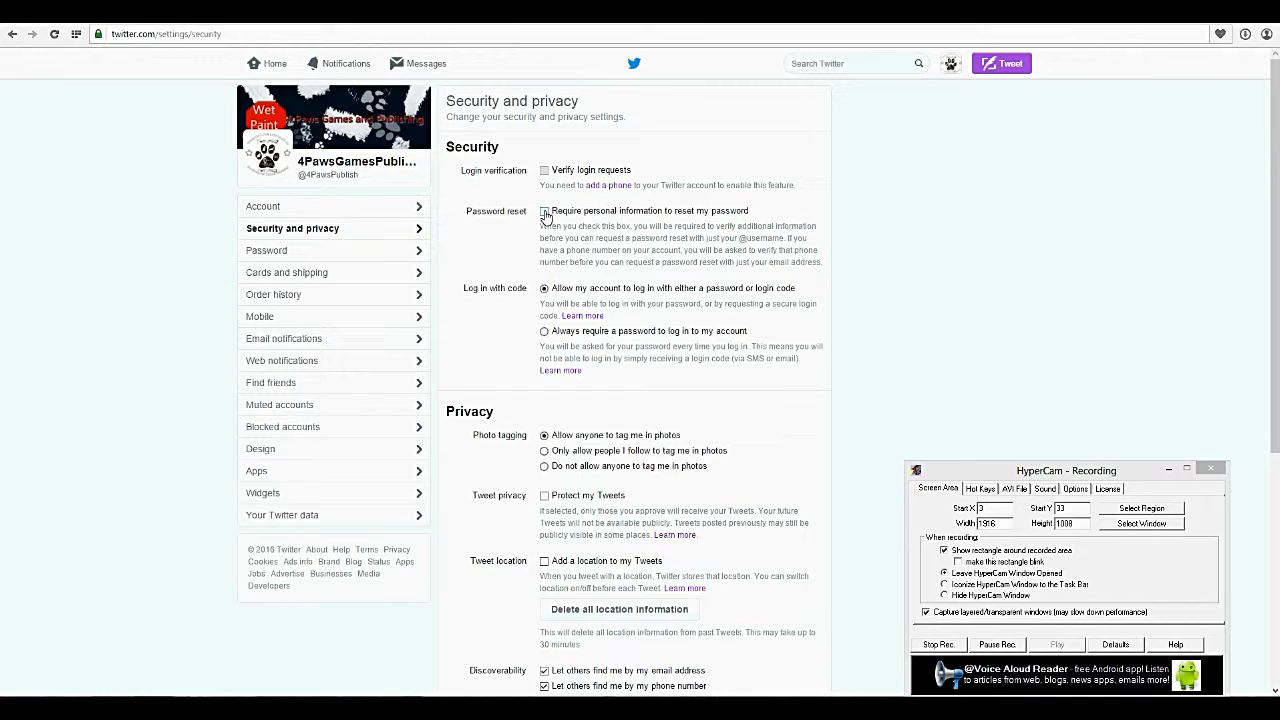 twitter.com/settings/security
Home Notifications Messages Search Twitter Tweet
Wet Paint
4 Paws Games and Publishing
4PawsGamesPubli...
@4PawsPublish
Account
Security and privacy
Password
Cards and shipping
Order history
Mobile
Email notifications
Web notifications
Find friends
Muted accounts
Blocked accounts
Design
Apps
Widgets
Your Twitter data
© 2016 Twitter About Help Terms Privacy
Cookies Ads info Brand Blog Status Apps
Jobs Advertise Businesses Media
Developers
Security and privacy
Change your security and privacy settings.
Security
Login verification Verify login requests
You need to add a phone to your Twitter account to enable this feature.
Password reset Require personal information to reset my password
When you check this box, you will be required to verify additional information
before you can request a password reset with just your @username. If you
have a phone number on your account, you will be asked to verify that phone
number before you can request a password reset with just your email address.
Log in with code Allow my account to log in with either a password or login code
You will be able to log in with your password, or by requesting a secure login
code. Learn more
Always require a password to log in to my account
You will be asked for your password every time you log in. This means you will
not be able to log in by simply receiving a login code (via SMS or email).
Learn more
Privacy
Photo tagging Allow anyone to tag me in photos
Only allow people I follow to tag me in photos
Do not allow anyone to tag me in photos
Tweet privacy Protect my Tweets
If selected, only those you approve will receive your Tweets. Your future
Tweets will not be available publicly. Tweets posted previously may still be
publicly visible in some places. Learn more.
Tweet location Add a location to my Tweets
When you tweet with a location, Twitter stores that location. You can switch
location on/off before each Tweet. Learn more
Delete all location information
This will delete all location information from past Tweets. This may take up to
30 minutes
Discoverability Let others find me by my email address
Let others find me by my phone number
HyperCam - Recording
Screen Area Hot Keys AVI File Sound Options License
Start X 3 Start Y 33 Select Region
Width 1916 Height 1008 Select Window
When recording:
Show rectangle around recorded area
make this rectangle blink
Leave HyperCam Window Opened
Iconize HyperCam Window to the Task Bar
Hide HyperCam Window
Capture layered/transparent windows (may slow down performance)
Stop Rec. Pause Rec. Play Defaults Help
@Voice Aloud Reader - free Android app! Listen
to articles from web, blogs, news apps, emails more!